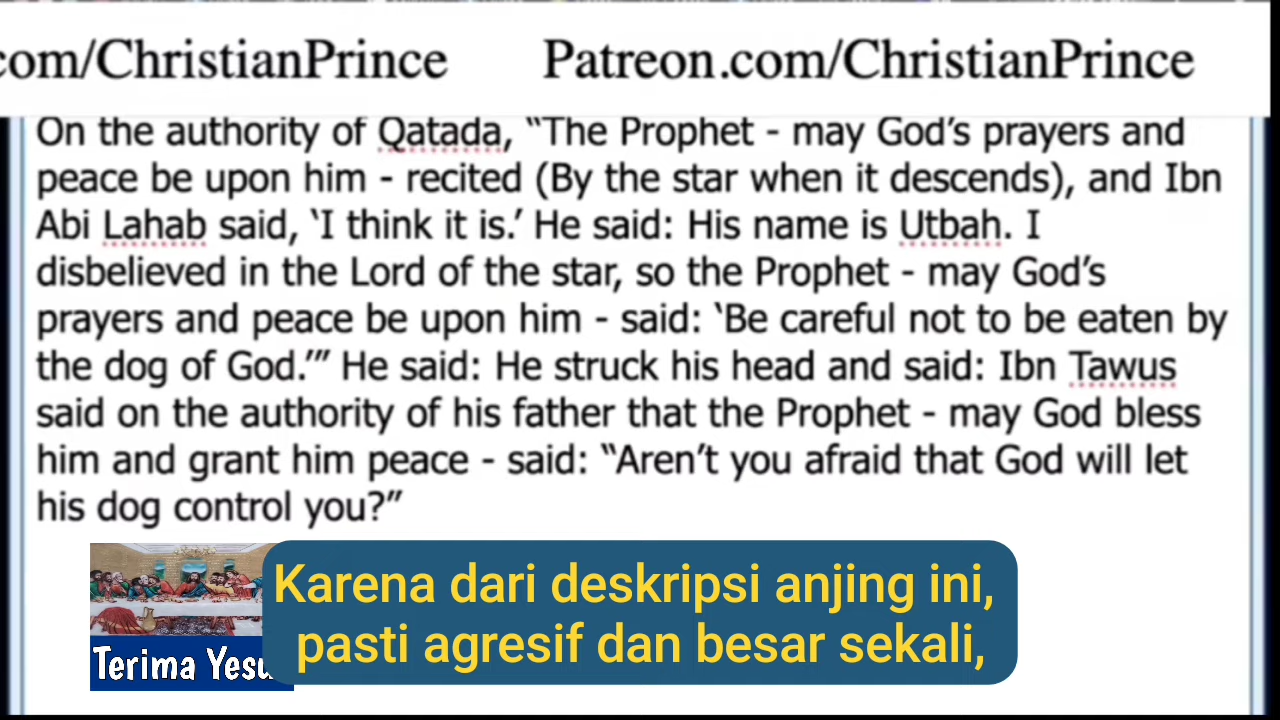 com/ChristianPrince Patreon.com/ChristianPrince
On the authority of Qatada, “The Prophet - may God’s prayers and
peace be upon him - recited (By the star when it descends), and Ibn
Abi Lahab said, ‘I think it is.’ He said: His name is Utbah. I
disbelieved in the Lord of the star, so the Prophet - may God’s
prayers and peace be upon him - said: ‘Be careful not to be eaten by
the dog of God.’” He said: He struck his head and said: Ibn Tawus
said on the authority of his father that the Prophet - may God bless
him and grant him peace - said: “Aren’t you afraid that God will let
his dog control you?”
Karena dari deskripsi anjing ini,
pasti agresif dan besar sekali,
Terima Yesu